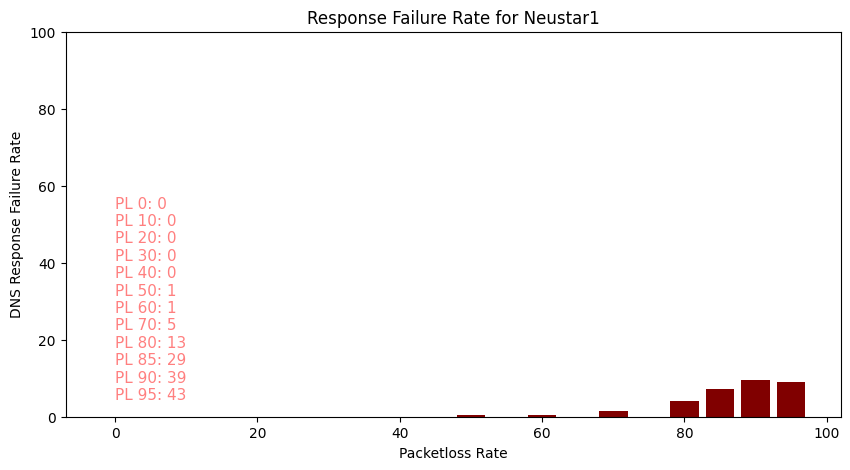 Response Failure Rate for Neustar1
DNS Response Failure Rate
100
80
60
40
20
0
PL 0: 0
PL 10: 0
PL 20: 0
PL 30: 0
PL 40: 0
PL 50: 1
PL 60: 1
PL 70: 5
PL 80: 13
PL 85: 29
PL 90: 39
PL 95: 43
0 20 40 60 80 100
Packetloss Rate